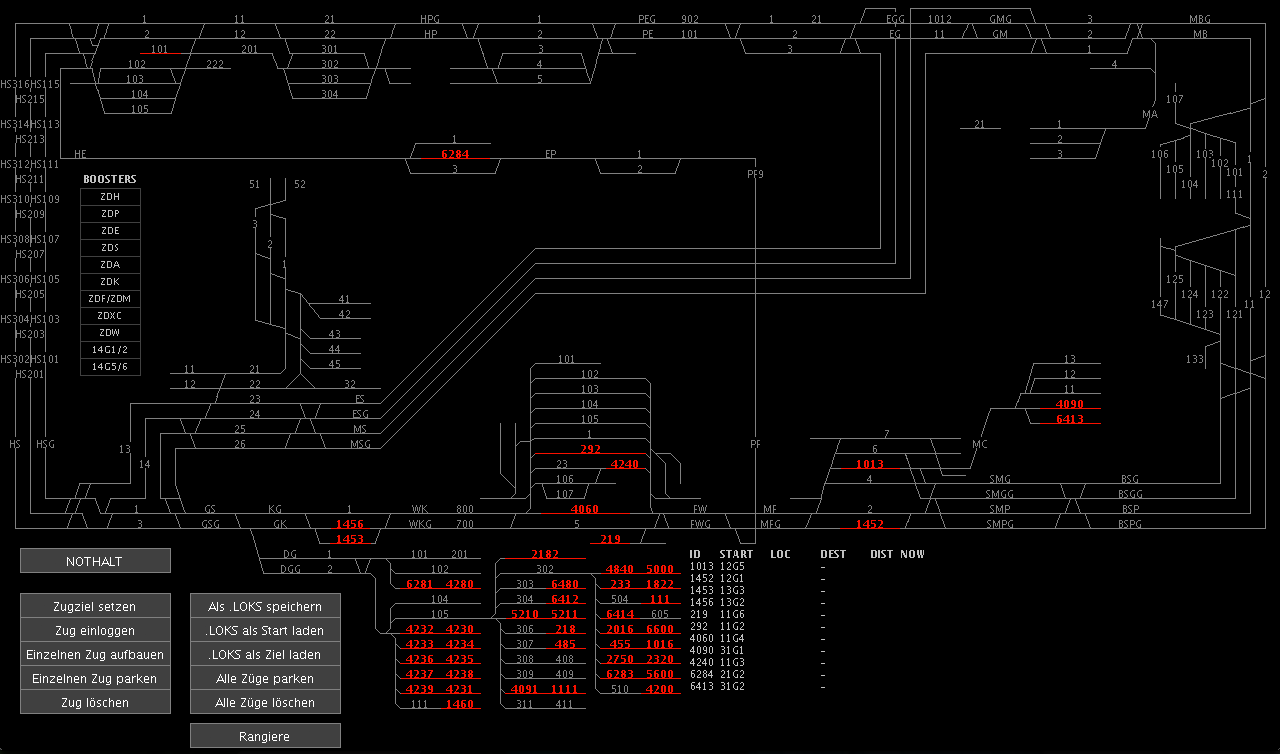 1 11 21 HPG 1 PEG 902 1 21 EGG 1012 GMG 3 MBG
2 12 22 HP 2 PE 101 2 EG 11 GM 2 MB
101 201 301 3 3 1
102 222 302 4 4
103 303 5
104 304
105
HS316 HS115
HS215
HS314 HS113
HS213
HS312 HS111
HS211
HS310 HS109
HS209
HS308 HS107
HS207
HS306 HS105
HS205
HS304 HS103
HS203
HS302 HS101
HS201
HS HSG
107
MA
21 1
2
3
106 103 1
105 102 2
104 101
111
1
HE 6284 EP 1
3 2
PF9
BOOSTERS
ZDH
ZDP
ZDE
ZDS
ZDA
ZDK
ZDF/ZDM
ZDXC
ZDW
14G1/2
14G5/6
51 52
3
2
1
41
42
43
44
45
125
124 122 12
147 123 121 11
133
11 21
12 22 32
23 ES
24 ESG
25 MS
26 MSG
13
14
101
102
103
104
105
1
292
23 4240
106
107
PF
13
12
11
4090
6413
MC
7
6
1013
4 SMG BSG
SMGG BSGG
1 GS KG 1 WK 800 4060 FW MF 2 SMP BSP
3 GSG GK 1456 WKG 700 5 FWG MFG 1452 SMPG BSPG
1453 219
DG 1 101 201 2182
DGG 2 102 302 4840 5000
6281 4280 303 6480 233 1822
104 304 6412 504 111
105 5210 5211 6414 605
4232 4230 306 218 2016 6600
4233 4234 307 485 455 1016
4236 4235 308 408 2750 2320
4237 4238 309 409 6283 5600
4239 4231 4091 1111 510 4200
111 1460 311 411
NOTHALT
Zugziel setzen
Zug einloggen
Einzelnen Zug aufbauen
Einzelnen Zug parken
Zug löschen
Als .LOKS speichern
.LOKS als Start laden
.LOKS als Ziel laden
Alle Züge parken
Alle Züge löschen
Rangiere
ID START LOC DEST DIST NOW
1013 12G5 –
1452 12G1 –
1453 13G3 –
1456 13G2 –
219 11G6 –
292 11G2 –
4060 11G4 –
4090 31G1 –
4240 11G3 –
6284 21G2 –
6413 31G2 –